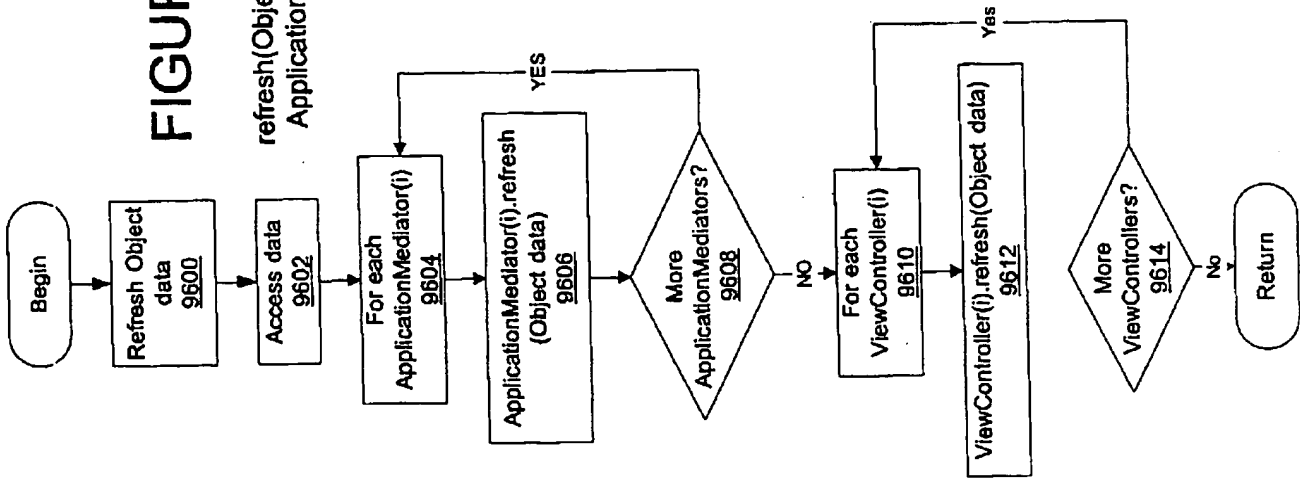 FIGUR
refresh(Obje
Application
Begin
Refresh Object
data
9600
Access data
9602
For each
ApplicationMediator(i)
9604
ApplicationMediator(i).refresh
(Object data)
9606
More
ApplicationMediators?
9608
YES
NO
For each
ViewController(i)
9610
ViewController(i).refresh(Object data)
9612
More
ViewControllers?
9614
Yes
No
Return